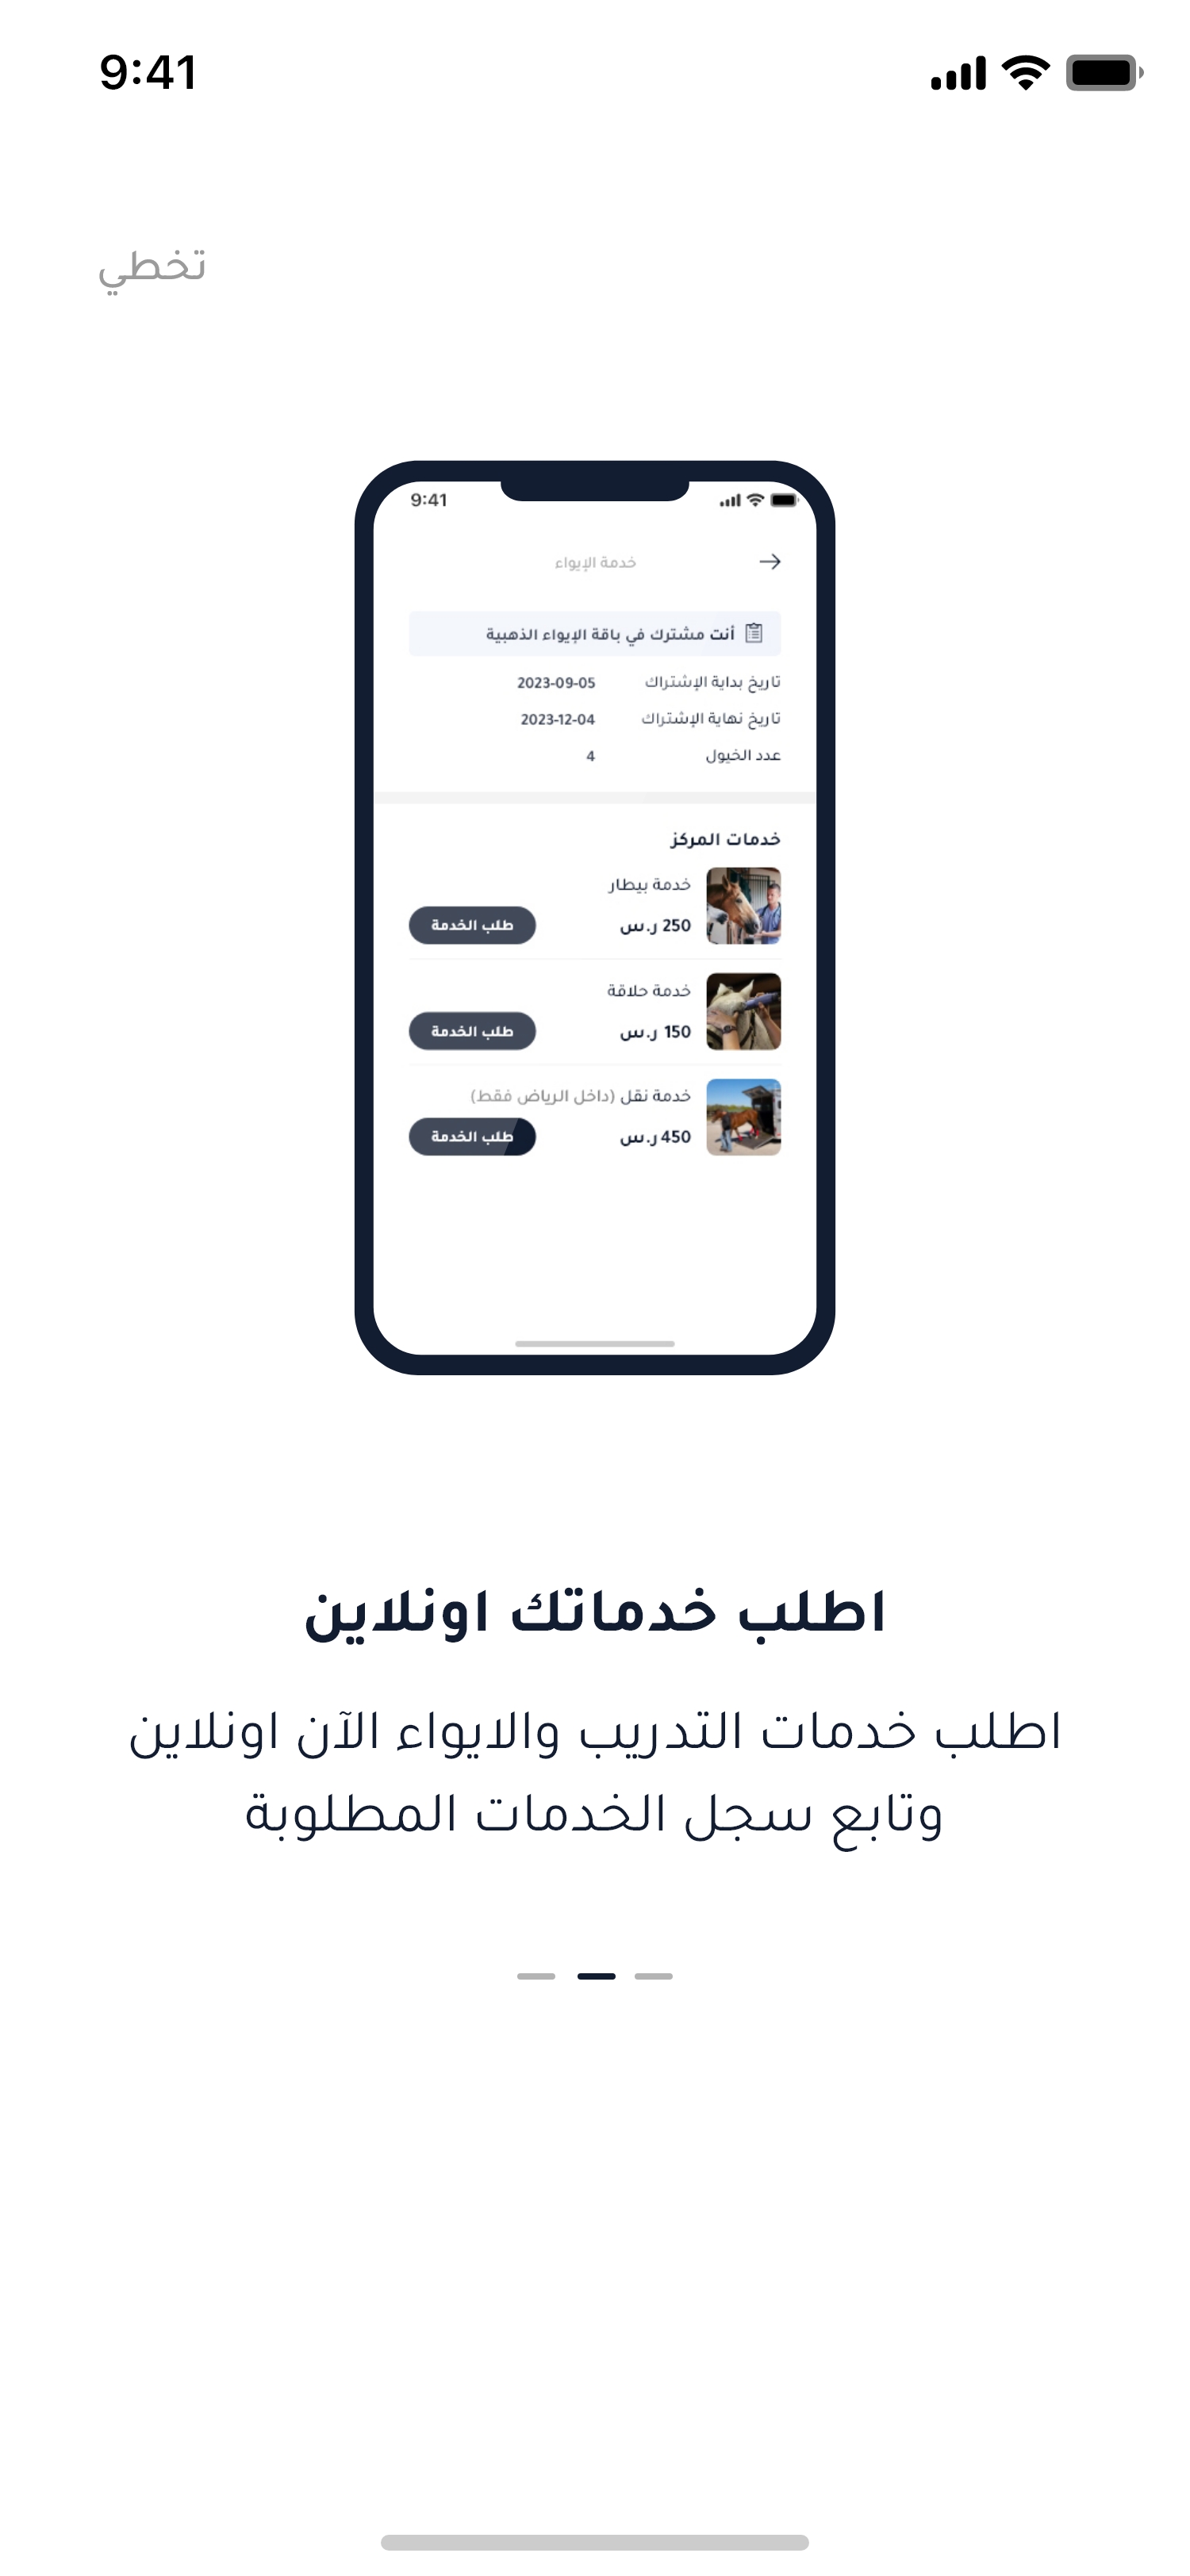 9:41
تخطي
9:41
خدمة الإيواء
أنت مشترك في باقة الإيواء الذهبية
تاريخ بداية الإشتراك 2023-09-05
تاريخ نهاية الإشتراك 2023-12-04
عدد الخيول 4
خدمات المركز
خدمة بيطار
250 ر.س طلب الخدمة
خدمة حلاقة
150 ر.س طلب الخدمة
خدمة نقل (داخل الرياض فقط)
450 ر.س طلب الخدمة
اطلب خدماتك اونلاين
اطلب خدمات التدريب والايواء الآن اونلاين
وتابع سجل الخدمات المطلوبة